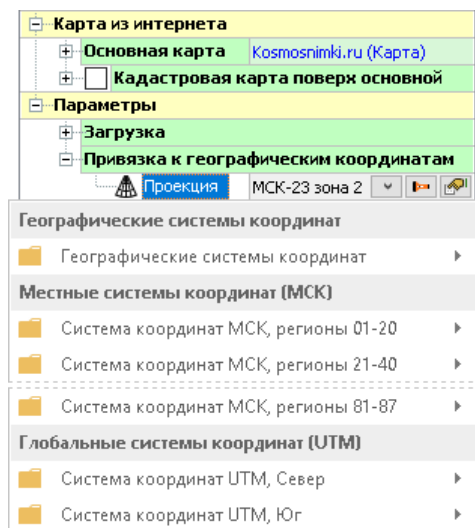 Карта из интернета
Основная карта Kosmosnimki.ru (Карта)
Кадастровая карта поверх основной
Параметры
Загрузка
Привязка к географическим координатам
Проекция МСК-23 зона 2
Географические системы координат
Географические системы координат
Местные системы координат (МСК)
Система координат МСК, регионы 01-20
Система координат МСК, регионы 21-40
Система координат МСК, регионы 81-87
Глобальные системы координат (UTM)
Система координат UTM, Север
Система координат UTM, Юг